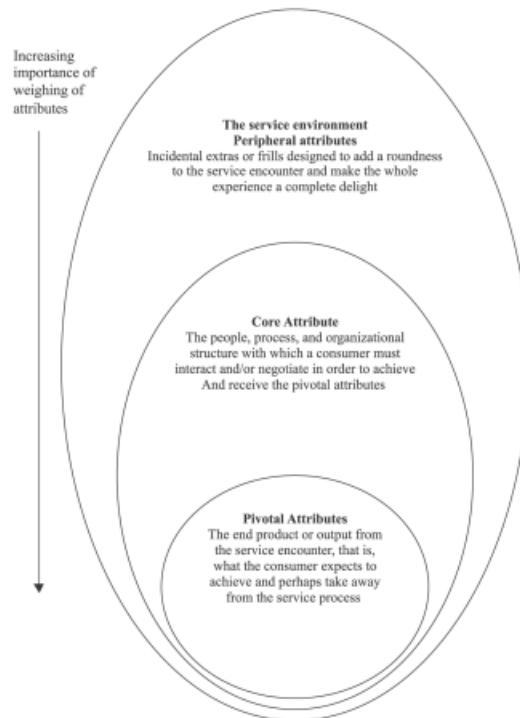 Increasing
importance of
weighing of
attributes
The service environment
Peripheral attributes
Incidental extras or frills designed to add a roundness
to the service encounter and make the whole
experience a complete delight
Core Attribute
The people, process, and organizational
structure with which a consumer must
interact and/or negotiate in order to achieve
And receive the pivotal attributes
Pivotal Attributes
The end product or output from
the service encounter, that is,
what the consumer expects to
achieve and perhaps take away
from the service process